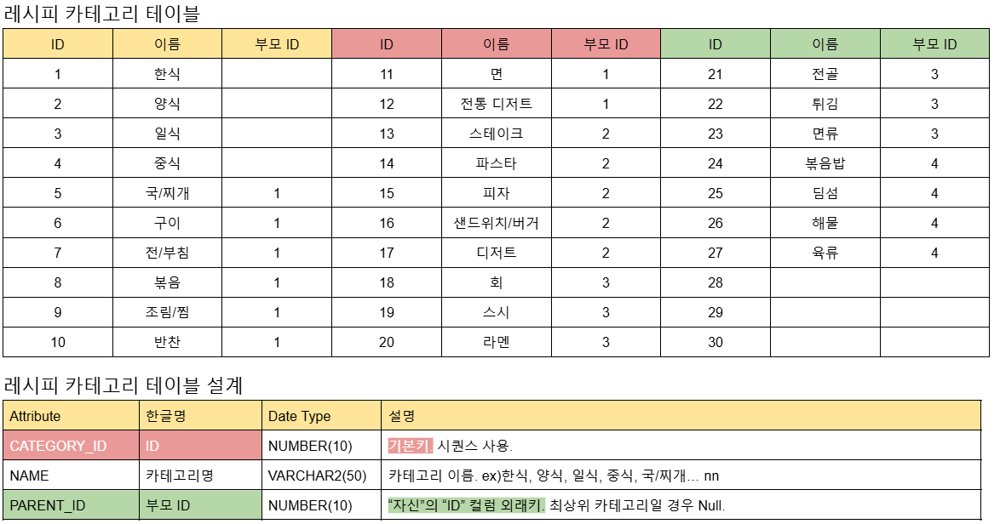 레시피 카테고리 테이블
ID 이름 부모 ID ID 이름 부모 ID ID 이름 부모 ID
1 한식 11 면 1 21 전골 3
2 양식 12 전통 디저트 1 22 튀김 3
3 일식 13 스테이크 2 23 면류 3
4 중식 14 파스타 2 24 볶음밥 4
5 국/찌개 1 15 피자 2 25 딤섬 4
6 구이 1 16 샌드위치/버거 2 26 해물 4
7 전/부침 1 17 디저트 2 27 육류 4
8 볶음 1 18 회 3 28
9 조림/찜 1 19 스시 3 29
10 반찬 1 20 라멘 3 30
레시피 카테고리 테이블 설계
Attribute 한글명 Date Type 설명
CATEGORY_ID ID NUMBER(10) 기본키. 시퀀스 사용.
NAME 카테고리명 VARCHAR2(50) 카테고리 이름. ex)한식, 양식, 일식, 중식, 국/찌개... nn
PARENT_ID 부모 ID NUMBER(10) “자신”의 “ID” 컬럼 외래키. 최상위 카테고리일 경우 Null.